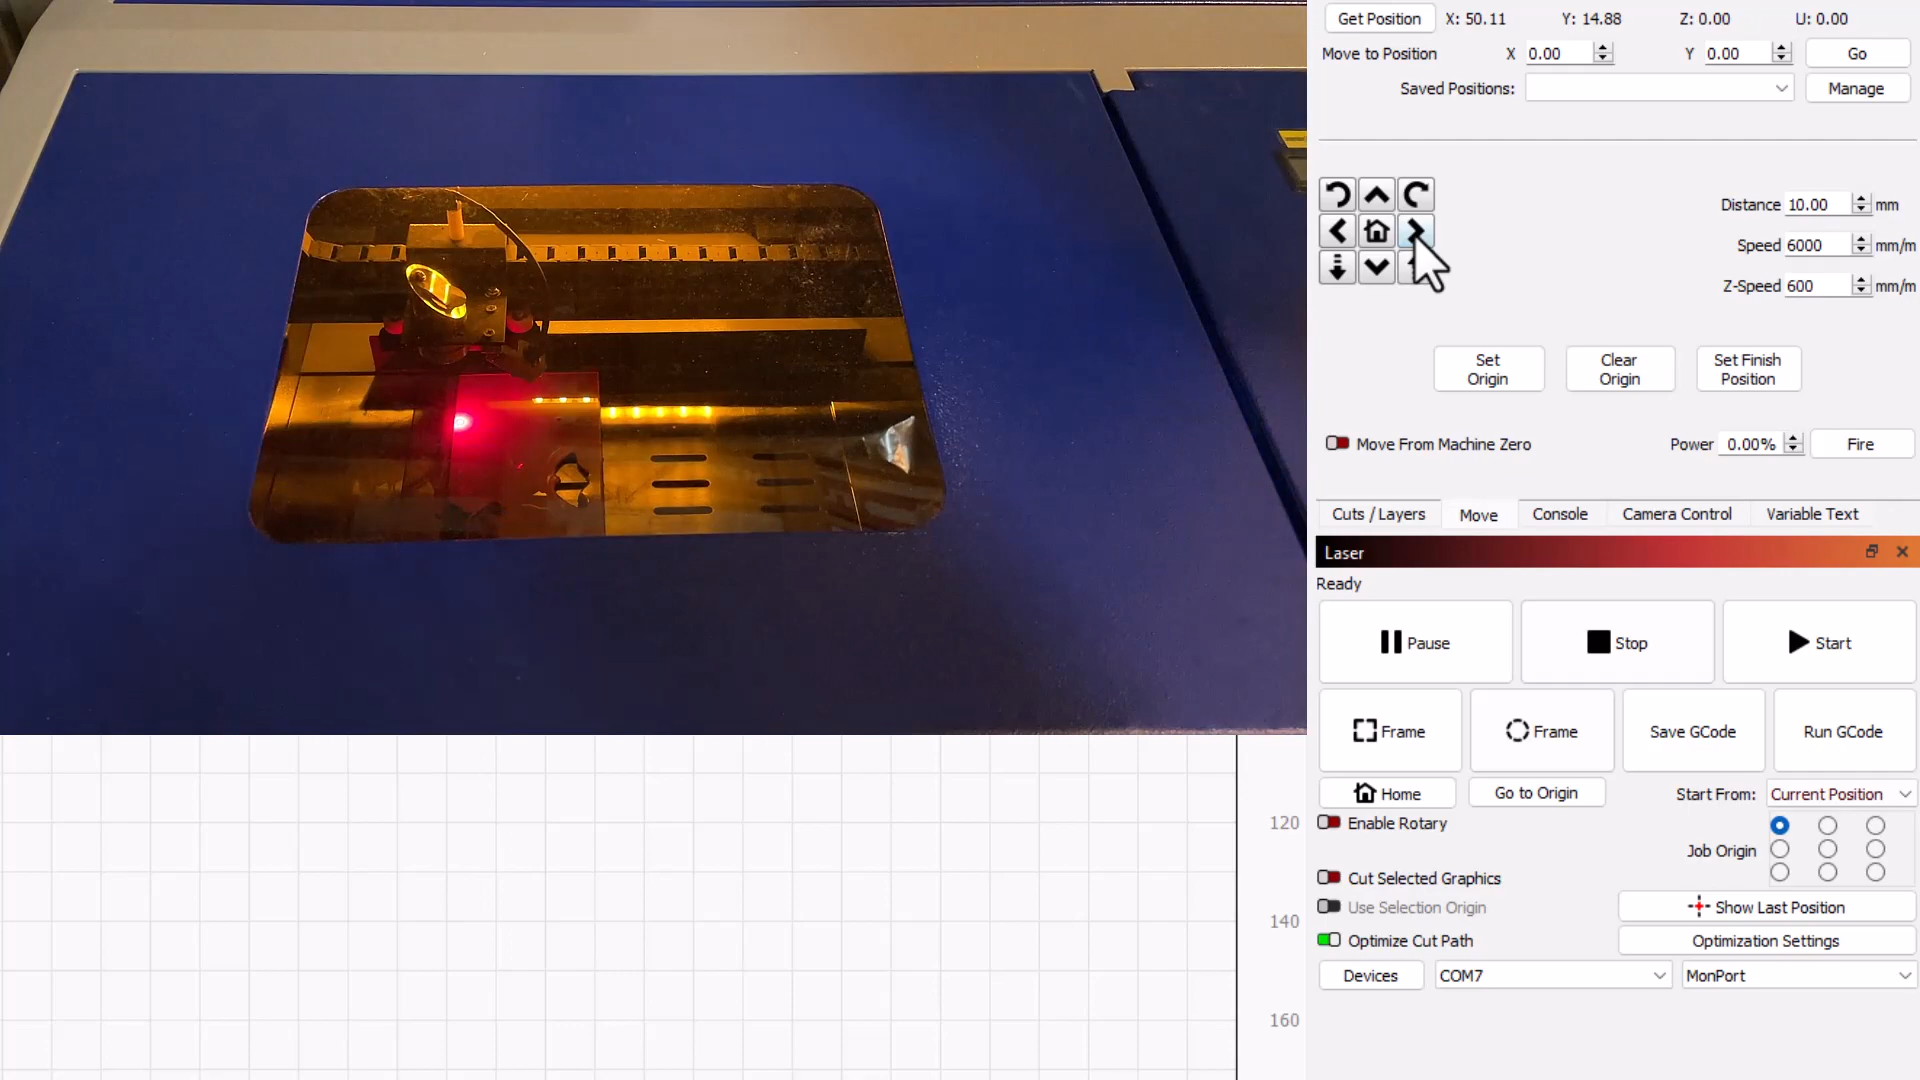 Get Position X: 50.11 Y: 14.88 Z: 0.00 U: 0.00
Move to Position X 0.00 Y 0.00 Go
Saved Positions: Manage
Distance 10.00 mm
Speed 6000 mm/m
Z-Speed 600 mm/m
Set Origin
Clear Origin
Set Finish Position
Move From Machine Zero Power 0.00% Fire
Cuts / Layers Move Console Camera Control Variable Text
Laser
Ready
Pause Stop Start
Frame Frame Save GCode Run GCode
Home Go to Origin Start From: Current Position
Enable Rotary
Job Origin
Cut Selected Graphics
Use Selection Origin Show Last Position
Optimize Cut Path Optimization Settings
Devices COM7 MonPort
120
140
160